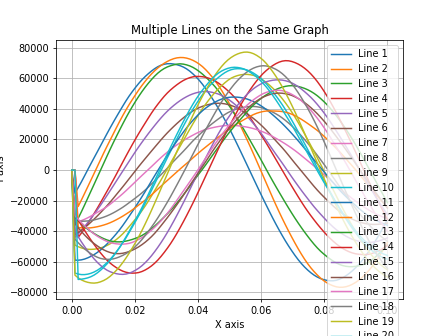 Multiple Lines on the Same Graph
80000
60000
40000
20000
0
−20000
−40000
−60000
−80000
0.00 0.02 0.04 0.06
X axis
Line 1
Line 2
Line 3
Line 4
Line 5
Line 6
Line 7
Line 8
Line 9
Line 10
Line 11
Line 12
Line 13
Line 14
Line 15
Line 16
Line 17
Line 18
Line 19
Line 20